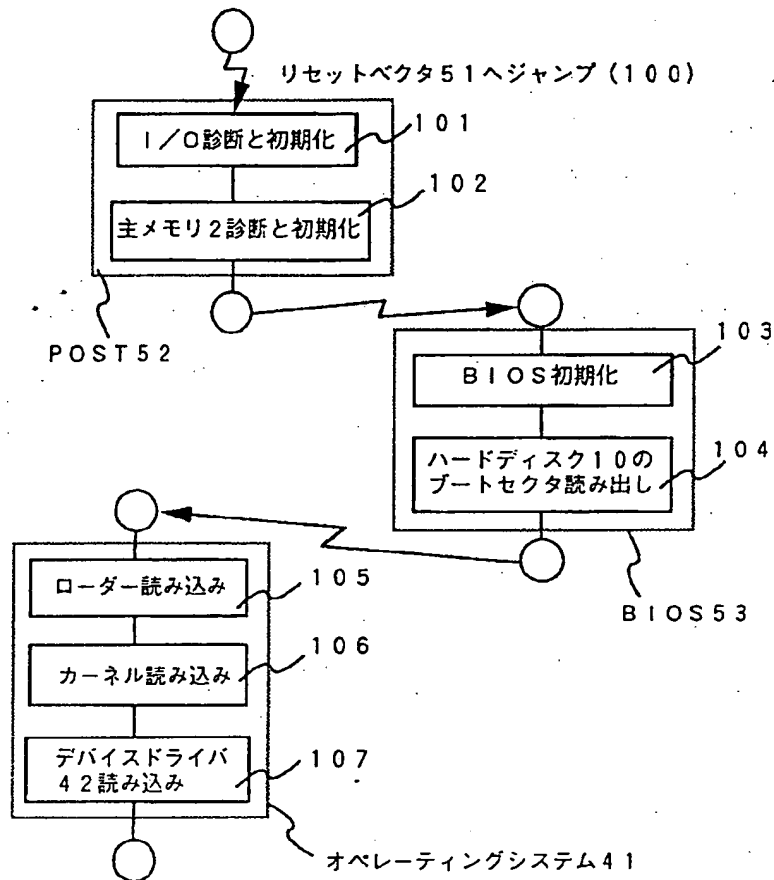 リセットベクタ51へジャンプ(100)
I/O診断と初期化
101
主メモリ2診断と初期化
102
POST52
BIOS初期化
103
ハードディスク10の
ブートセクタ読み出し
104
BIOS53
ローダー読み込み
105
カーネル読み込み
106
デバイスドライバ
42読み込み
107
オペレーティングシステム41